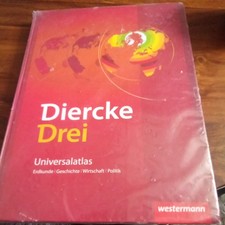 Diercke
Drei
Universalatlas
Erdkunde / Geschichte / Wirtschaft / Politik
westermann